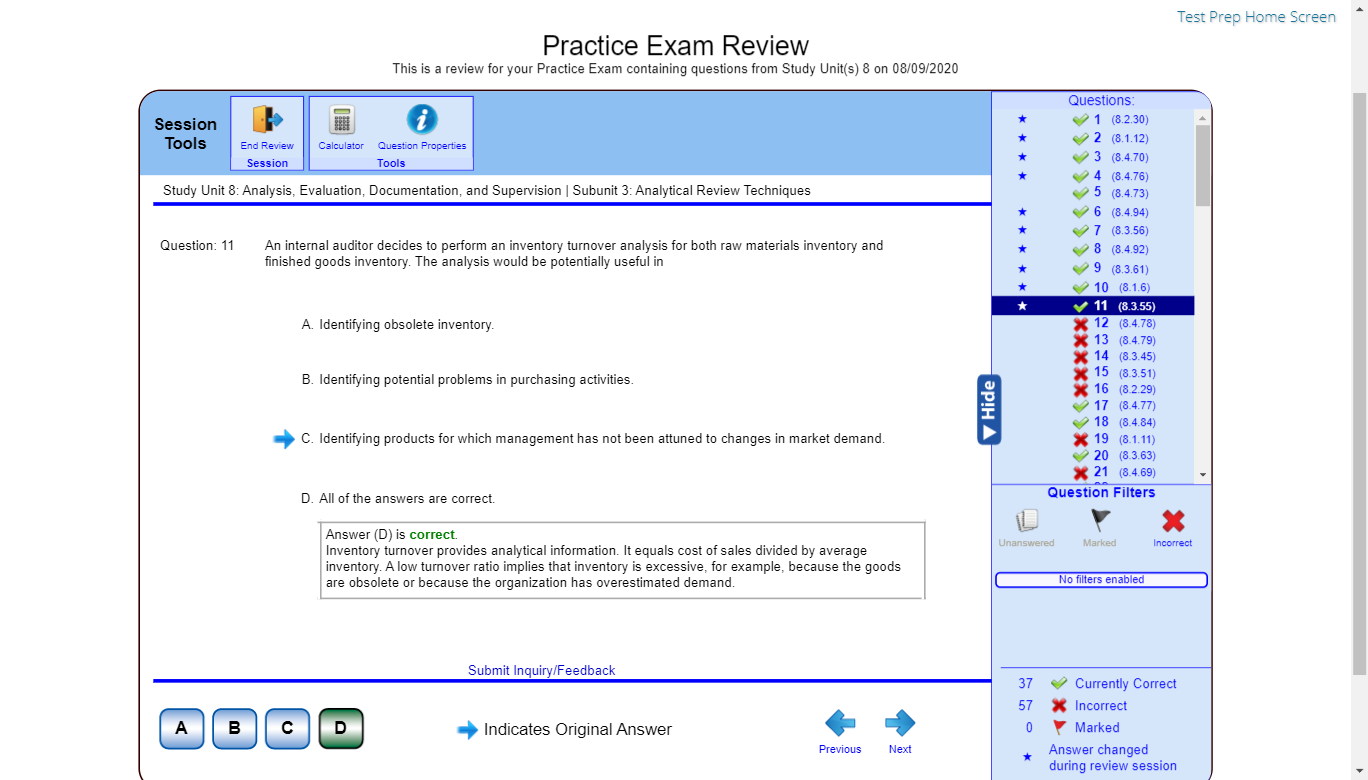 Test Prep Home Screen
Practice Exam Review
This is a review for your Practice Exam containing questions from Study Unit(s) 8 on 08/09/2020
Session
Tools
End Review
Session
Calculator
Question Properties
Tools
Study Unit 8: Analysis, Evaluation, Documentation, and Supervision | Subunit 3: Analytical Review Techniques
Question: 11
An internal auditor decides to perform an inventory turnover analysis for both raw materials inventory and
finished goods inventory. The analysis would be potentially useful in
A. Identifying obsolete inventory.
B. Identifying potential problems in purchasing activities.
C. Identifying products for which management has not been attuned to changes in market demand.
D. All of the answers are correct.
Answer (D) is correct.
Inventory turnover provides analytical information. It equals cost of sales divided by average
inventory. A low turnover ratio implies that inventory is excessive, for example, because the goods
are obsolete or because the organization has overestimated demand.
Submit Inquiry/Feedback
A B C D
Indicates Original Answer
Previous
Next
Hide
Questions:
1 (8.2.30)
2 (8.1.12)
3 (8.4.70)
4 (8.4.76)
5 (8.4.73)
6 (8.4.94)
7 (8.3.56)
8 (8.4.92)
9 (8.3.61)
10 (8.1.6)
11 (8.3.55)
12 (8.4.78)
13 (8.4.79)
14 (8.3.45)
15 (8.3.51)
16 (8.2.29)
17 (8.4.77)
18 (8.4.84)
19 (8.1.11)
20 (8.3.63)
21 (8.4.69)
Question Filters
Unanswered
Marked
Incorrect
No filters enabled
37 Currently Correct
57 Incorrect
0 Marked
Answer changed
during review session